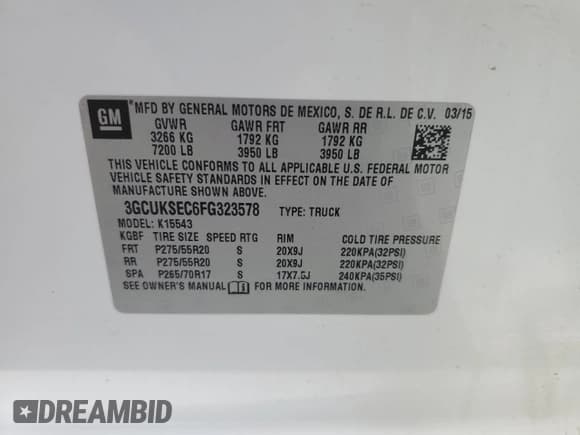 GM
*MFD BY GENERAL MOTORS DE MEXICO, S. DE R.L. DE C.V. 03/15
GVWR GAWR FRT GAWR RR
3266 KG 1792 KG 1792 KG
7200 LB 3950 LB 3950 LB
THIS VEHICLE CONFORMS TO ALL APPLICABLE U.S. FEDERAL MOTOR
VEHICLE SAFETY STANDARDS IN EFFECT ON THE DATE OF
MANUFACTURE SHOWN ABOVE.
3GCUKSEC6FG323578 TYPE: TRUCK
MODEL: K15543
KGBF TIRE SIZE SPEED RTG RIM COLD TIRE PRESSURE
FRT P275/55R20 S 20X9J 220KPA(32PSI)
RR P275/55R20 S 20X9J 220KPA(32PSI)
SPA P265/70R17 S 17X7.5J 240KPA(35PSI)
SEE OWNER'S MANUAL FOR MORE INFORMATION.
DREAMBID